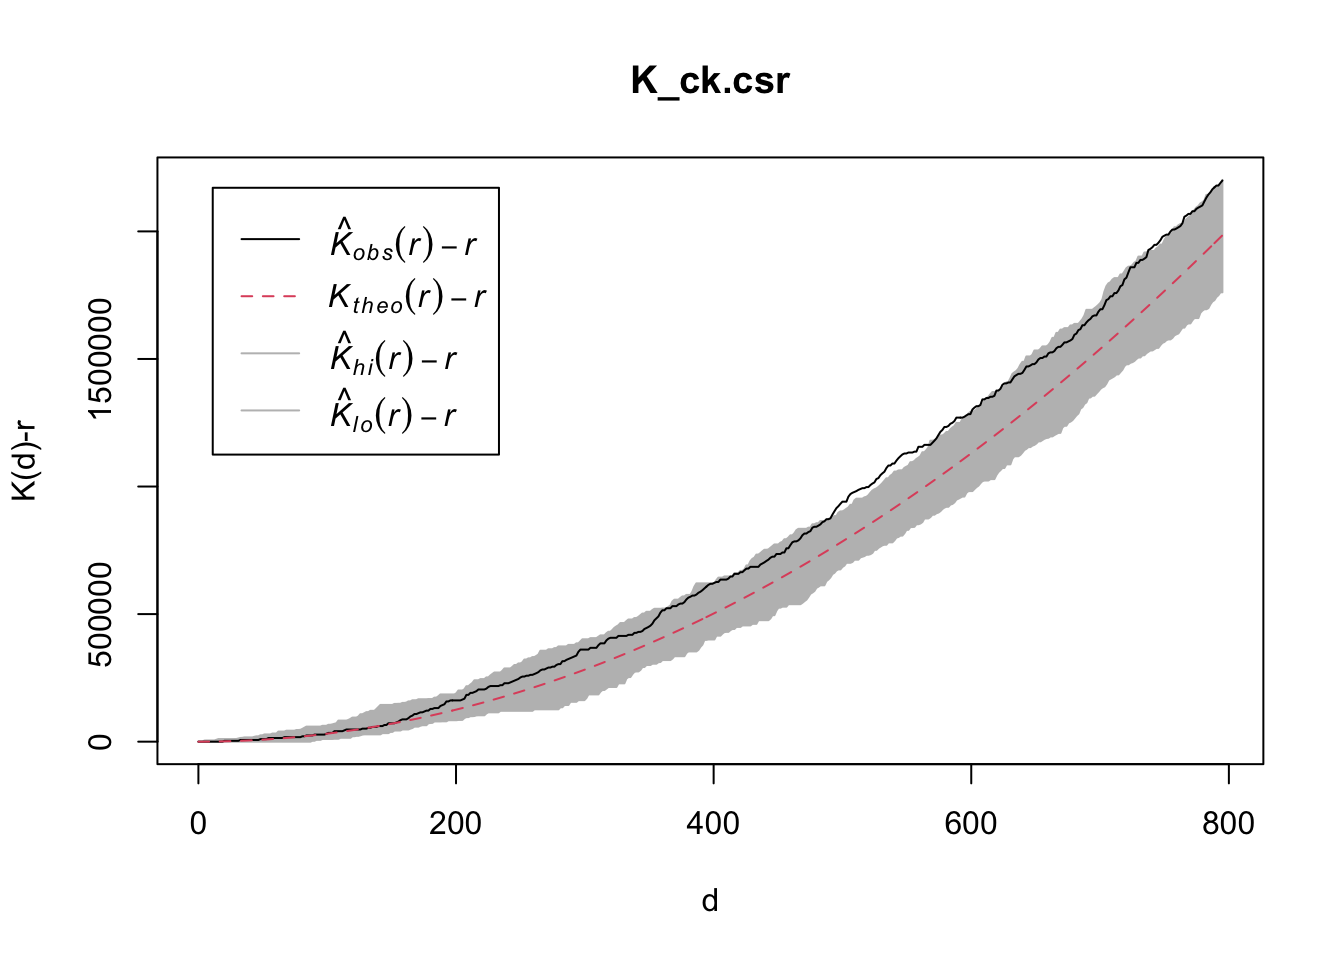 K_ck.csr
K̂obs(r) − r
Ktheo(r) − r
K̂hi(r) − r
K̂lo(r) − r
K(d)-r
1500000
500000
0
0 200 400 600 800
d